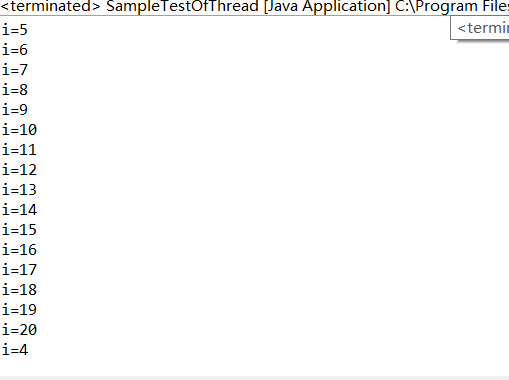 <terminated> SampleTestOfThread [Java Application] C:\Program Files
<termin
i=5
i=6
i=7
i=8
i=9
i=10
i=11
i=12
i=13
i=14
i=15
i=16
i=17
i=18
i=19
i=20
i=4